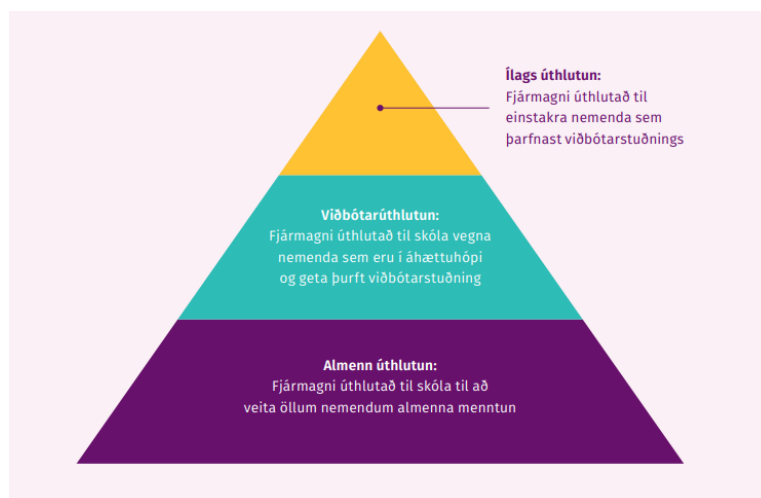 Ílags úthlutun:
Fjármagni úthlutað til
einstakra nemenda sem
þarfnast viðbótarstuðnings
Viðbótarúthlutun:
Fjármagni úthlutað til skóla vegna
nemenda sem eru í áhættuhópi
og geta þurft viðbótarstuðning
Almenn úthlutun:
Fjármagni úthlutað til skóla til að
veita öllum nemendum almenna menntun